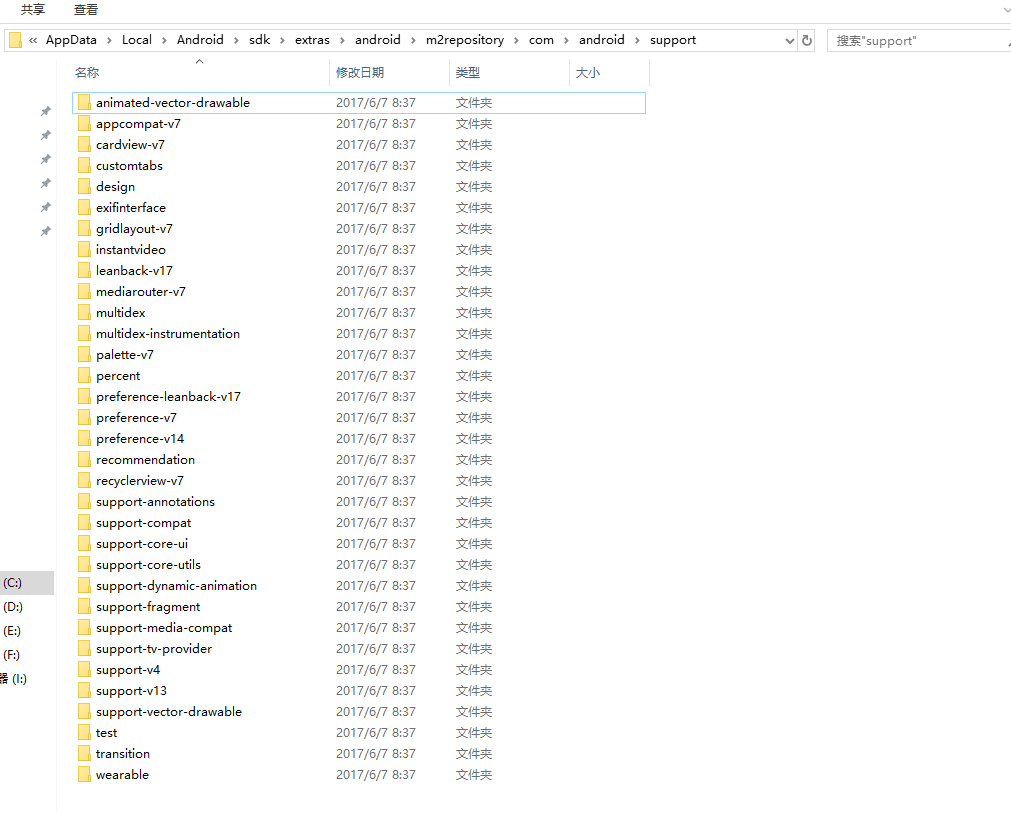 共享 查看
« AppData › Local › Android › sdk › extras › android › m2repository › com › android › support 搜索"support"
名称 修改日期 类型 大小
animated-vector-drawable 2017/6/7 8:37 文件夹
appcompat-v7 2017/6/7 8:37 文件夹
cardview-v7 2017/6/7 8:37 文件夹
customtabs 2017/6/7 8:37 文件夹
design 2017/6/7 8:37 文件夹
exifinterface 2017/6/7 8:37 文件夹
gridlayout-v7 2017/6/7 8:37 文件夹
instantvideo 2017/6/7 8:37 文件夹
leanback-v17 2017/6/7 8:37 文件夹
mediarouter-v7 2017/6/7 8:37 文件夹
multidex 2017/6/7 8:37 文件夹
multidex-instrumentation 2017/6/7 8:37 文件夹
palette-v7 2017/6/7 8:37 文件夹
percent 2017/6/7 8:37 文件夹
preference-leanback-v17 2017/6/7 8:37 文件夹
preference-v7 2017/6/7 8:37 文件夹
preference-v14 2017/6/7 8:37 文件夹
recommendation 2017/6/7 8:37 文件夹
recyclerview-v7 2017/6/7 8:37 文件夹
support-annotations 2017/6/7 8:37 文件夹
support-compat 2017/6/7 8:37 文件夹
support-core-ui 2017/6/7 8:37 文件夹
support-core-utils 2017/6/7 8:37 文件夹
(C:) support-dynamic-animation 2017/6/7 8:37 文件夹
(D:) support-fragment 2017/6/7 8:37 文件夹
(E:) support-media-compat 2017/6/7 8:37 文件夹
(F:) support-tv-provider 2017/6/7 8:37 文件夹
器 (I:) support-v4 2017/6/7 8:37 文件夹
support-v13 2017/6/7 8:37 文件夹
support-vector-drawable 2017/6/7 8:37 文件夹
test 2017/6/7 8:37 文件夹
transition 2017/6/7 8:37 文件夹
wearable 2017/6/7 8:37 文件夹